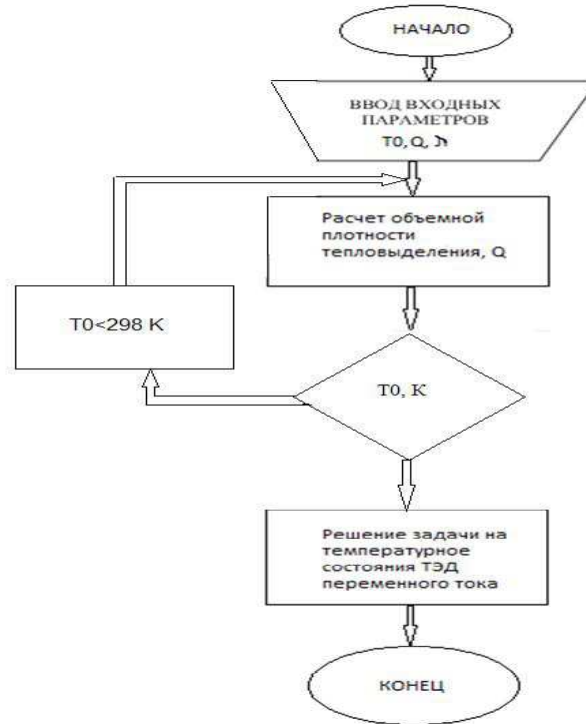 НАЧАЛО
ВВОД ВХОДНЫХ
ПАРАМЕТРОВ
T0, Q, λ
Расчет объемной
плотности
тепловыделения, Q
T0<298 K
T0, K
Решение задачи на
температурное
состояния ТЭД
переменного тока
КОНЕЦ